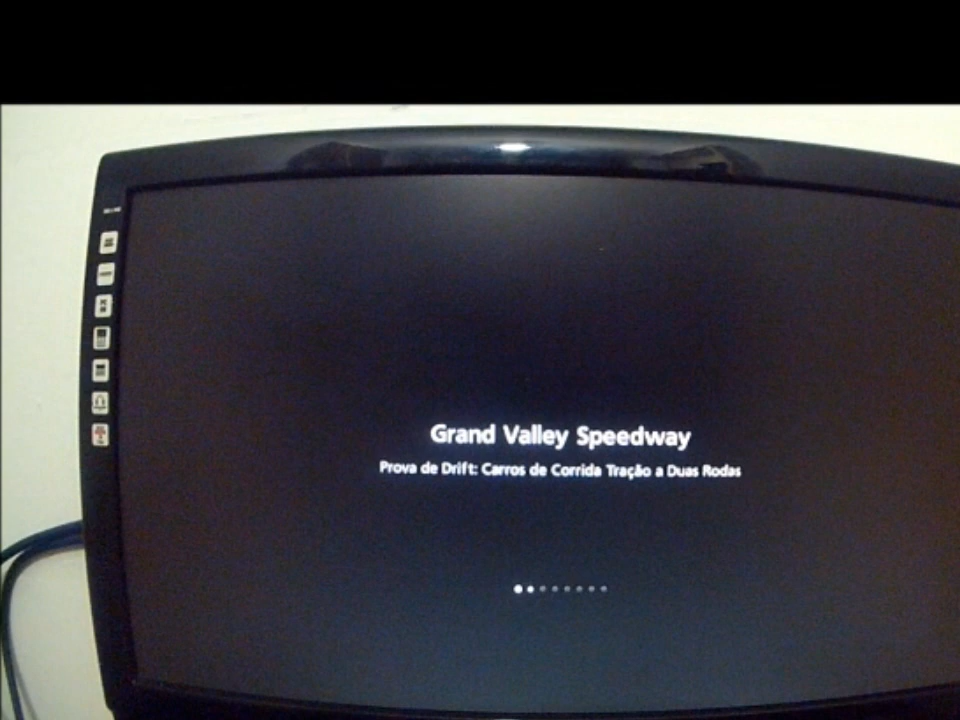 Grand Valley Speedway
Prova de Drift: Carros de Corrida Tração a Duas Rodas